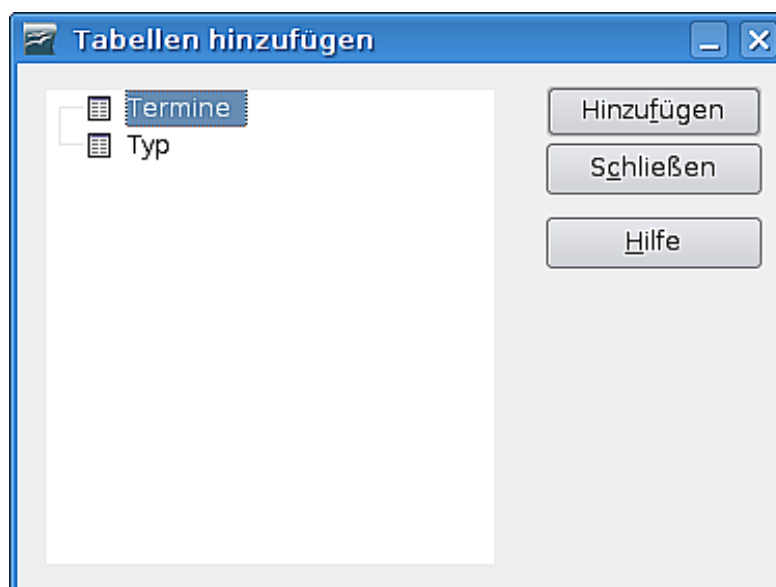 Tabellen hinzufügen
Termine
Typ
Hinzufügen
Schließen
Hilfe